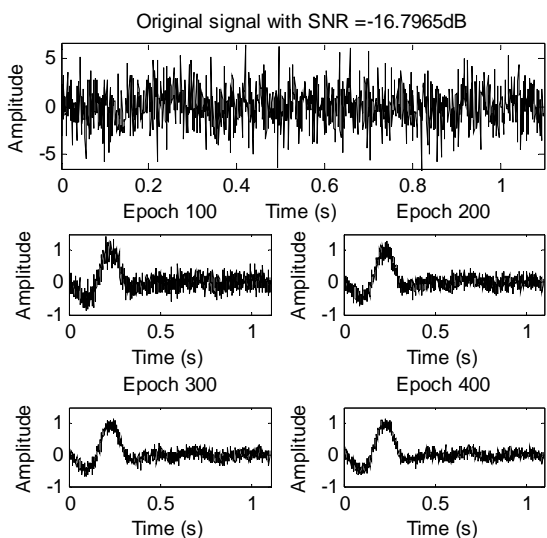 Original signal with SNR =-16.7965dB
Amplitude
5
0
-5
0 0.2 0.4 0.6 0.8 1
Time (s)
Epoch 100
Epoch 200
Amplitude
1
0
-1
0 0.5 1
Time (s)
Amplitude
1
0
-1
0 0.5 1
Time (s)
Epoch 300
Epoch 400
Amplitude
1
0
-1
0 0.5 1
Time (s)
Amplitude
1
0
-1
0 0.5 1
Time (s)